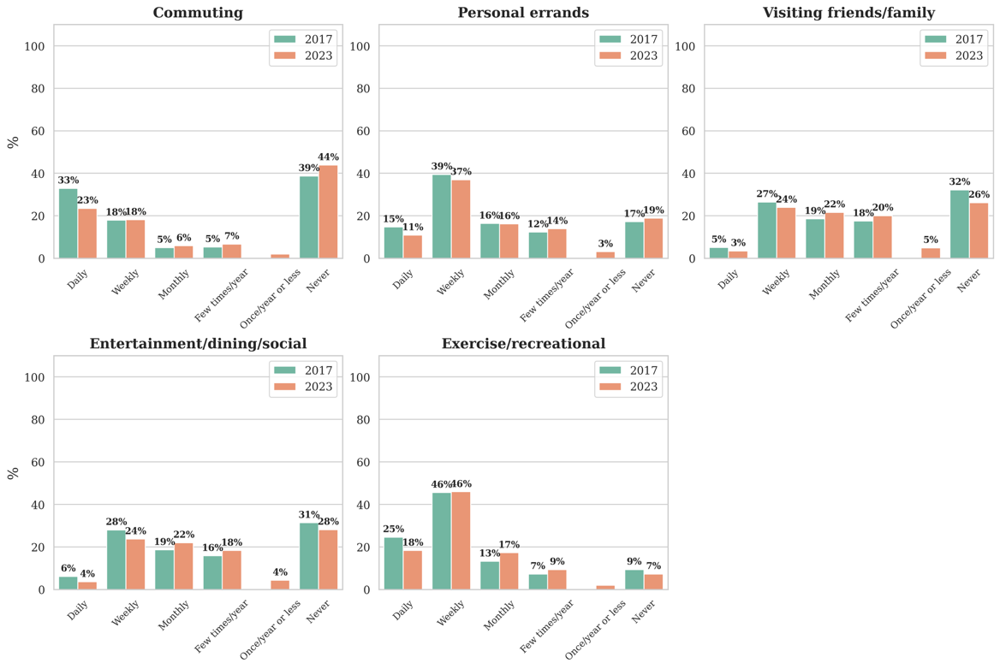 Commuting
2017
2023
100
80
60
40
20
0
%
33%
23%
18%
18%
5%
6%
5%
7%
39%
44%
Daily
Weekly
Monthly
Few times/year
Once/year or less
Never
Personal errands
2017
2023
100
80
60
40
20
0
15%
11%
39%
37%
16%
16%
12%
14%
3%
17%
19%
Daily
Weekly
Monthly
Few times/year
Once/year or less
Never
Visiting friends/family
2017
2023
100
80
60
40
20
0
5%
3%
27%
24%
19%
22%
18%
20%
5%
32%
26%
Daily
Weekly
Monthly
Few times/year
Once/year or less
Never
Entertainment/dining/social
2017
2023
100
80
60
40
20
0
%
6%
4%
28%
24%
19%
22%
16%
18%
4%
31%
28%
Daily
Weekly
Monthly
Few times/year
Once/year or less
Never
Exercise/recreational
2017
2023
100
80
60
40
20
0
25%
18%
46%
46%
13%
17%
7%
9%
9%
7%
Daily
Weekly
Monthly
Few times/year
Once/year or less
Never